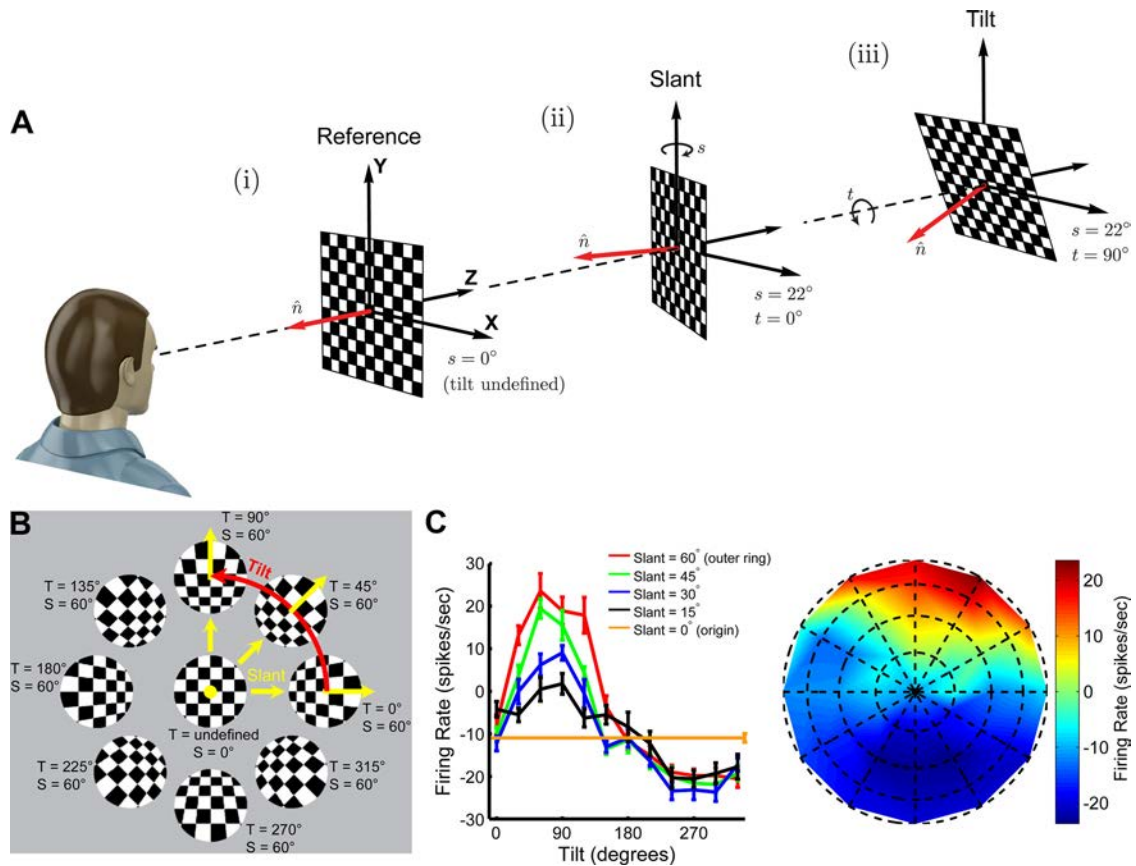 A
(i)
Reference
Y
Z
X
n̂
s = 0°
(tilt undefined)
(ii)
Slant
s
n̂
s = 22°
t = 0°
(iii)
Tilt
t
n̂
s = 22°
t = 90°
B
T = 90°
S = 60°
Tilt
T = 135°
S = 60°
T = 45°
S = 60°
T = 180°
S = 60°
Slant
T = 0°
S = 60°
T = undefined
S = 0°
T = 225°
S = 60°
T = 315°
S = 60°
T = 270°
S = 60°
C
Slant = 60° (outer ring)
Slant = 45°
Slant = 30°
Slant = 15°
Slant = 0° (origin)
Firing Rate (spikes/sec)
30
20
10
0
-10
-20
-30
0
90
180
270
Tilt (degrees)
20
10
0
-10
-20
Firing Rate (spikes/sec)